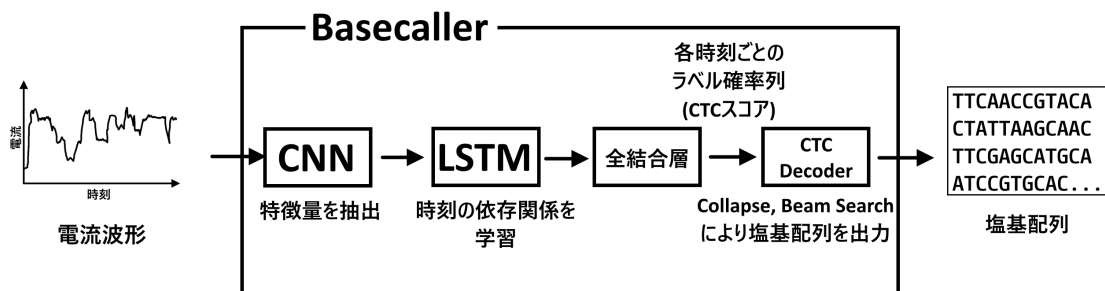 Basecaller
電流
時刻
電流波形
CNN
特徴量を抽出
LSTM
時刻の依存関係を
学習
全結合層
各時刻ごとの
ラベル確率列
(CTCスコア)
CTC
Decoder
Collapse, Beam Search
により塩基配列を出力
TTCAACCGTACA
CTATTAAGCAAC
TTCGAGCATGCA
ATCCGTGCAC...
塩基配列